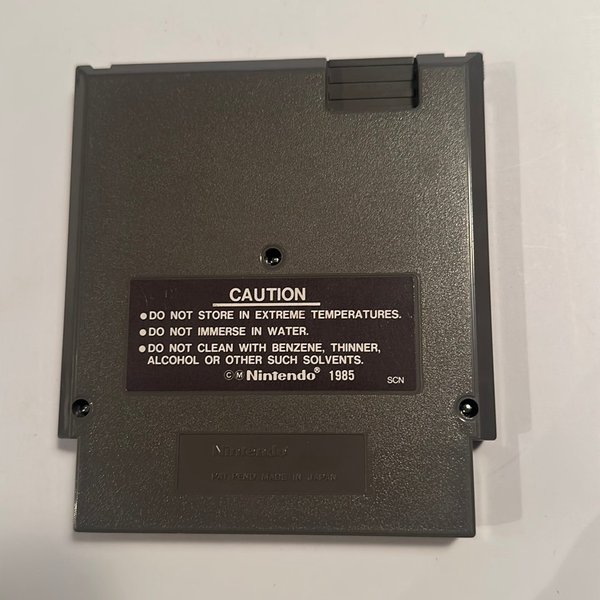 CAUTION
●DO NOT STORE IN EXTREME TEMPERATURES.
●DO NOT IMMERSE IN WATER.
●DO NOT CLEAN WITH BENZENE, THINNER,
ALCOHOL OR OTHER SUCH SOLVENTS.
©Ⓜ Nintendo® 1985
SCN
Nintendo
PAT. PEND. MADE IN JAPAN